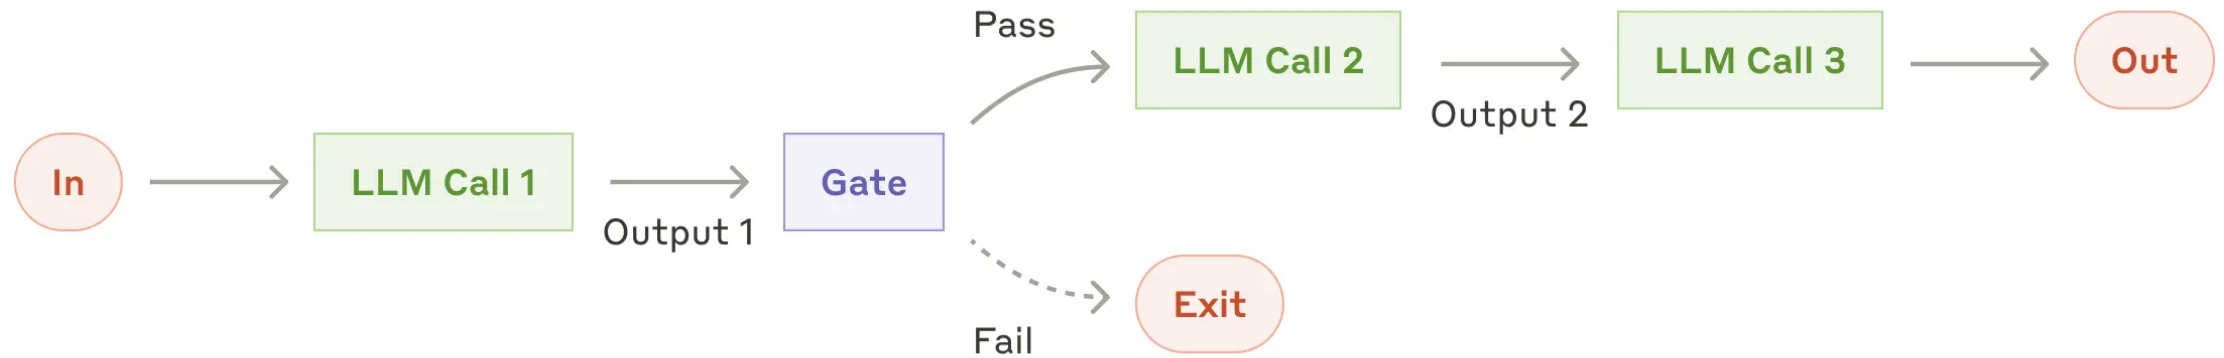 In
LLM Call 1
Output 1
Gate
Pass
LLM Call 2
Output 2
LLM Call 3
Out
Fail
Exit